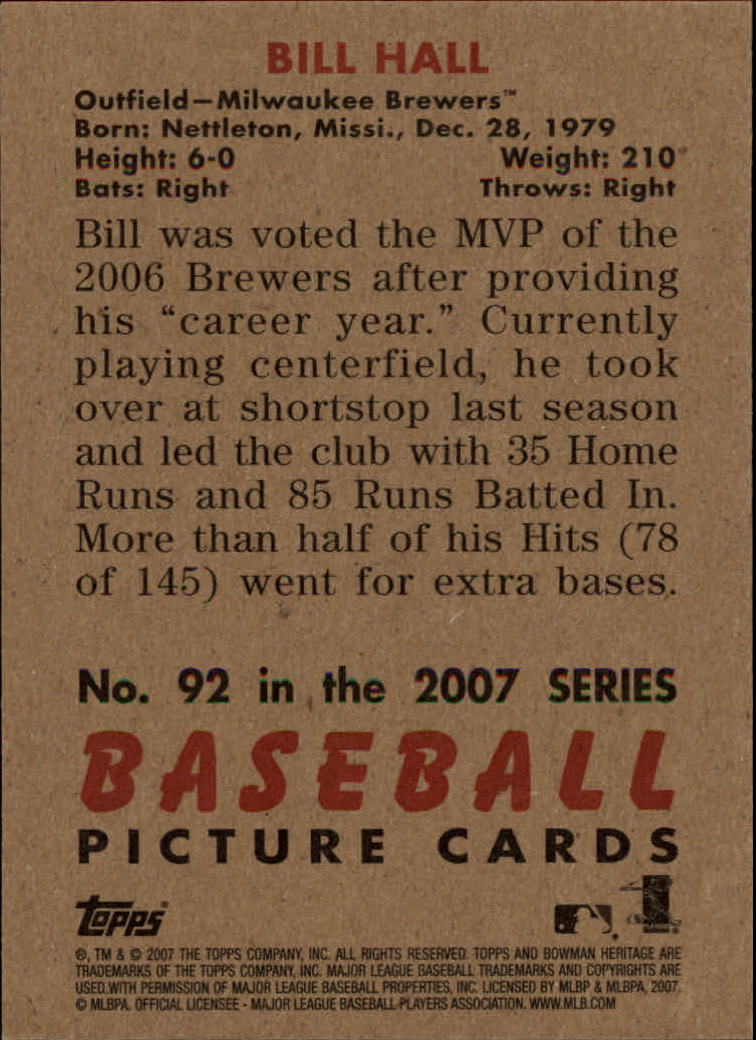 BILL HALL
Outfield—Milwaukee Brewers™
Born: Nettleton, Missi., Dec. 28, 1979
Height: 6-0 Weight: 210
Bats: Right Throws: Right
Bill was voted the MVP of the
2006 Brewers after providing
his “career year.” Currently
playing centerfield, he took
over at shortstop last season
and led the club with 35 Home
Runs and 85 Runs Batted In.
More than half of his Hits (78
of 145) went for extra bases.
No. 92 in the 2007 SERIES
BASEBALL
PICTURE CARDS
Topps
®, TM & © 2007 THE TOPPS COMPANY, INC. ALL RIGHTS RESERVED. TOPPS AND BOWMAN HERITAGE ARE
TRADEMARKS OF THE TOPPS COMPANY, INC. MAJOR LEAGUE BASEBALL TRADEMARKS AND COPYRIGHTS ARE
USED WITH PERMISSION OF MAJOR LEAGUE BASEBALL PROPERTIES, INC. LICENSED BY MLBP & MLBPA, 2007.
© MLBPA. OFFICIAL LICENSEE - MAJOR LEAGUE BASEBALL PLAYERS ASSOCIATION. WWW.MLB.COM